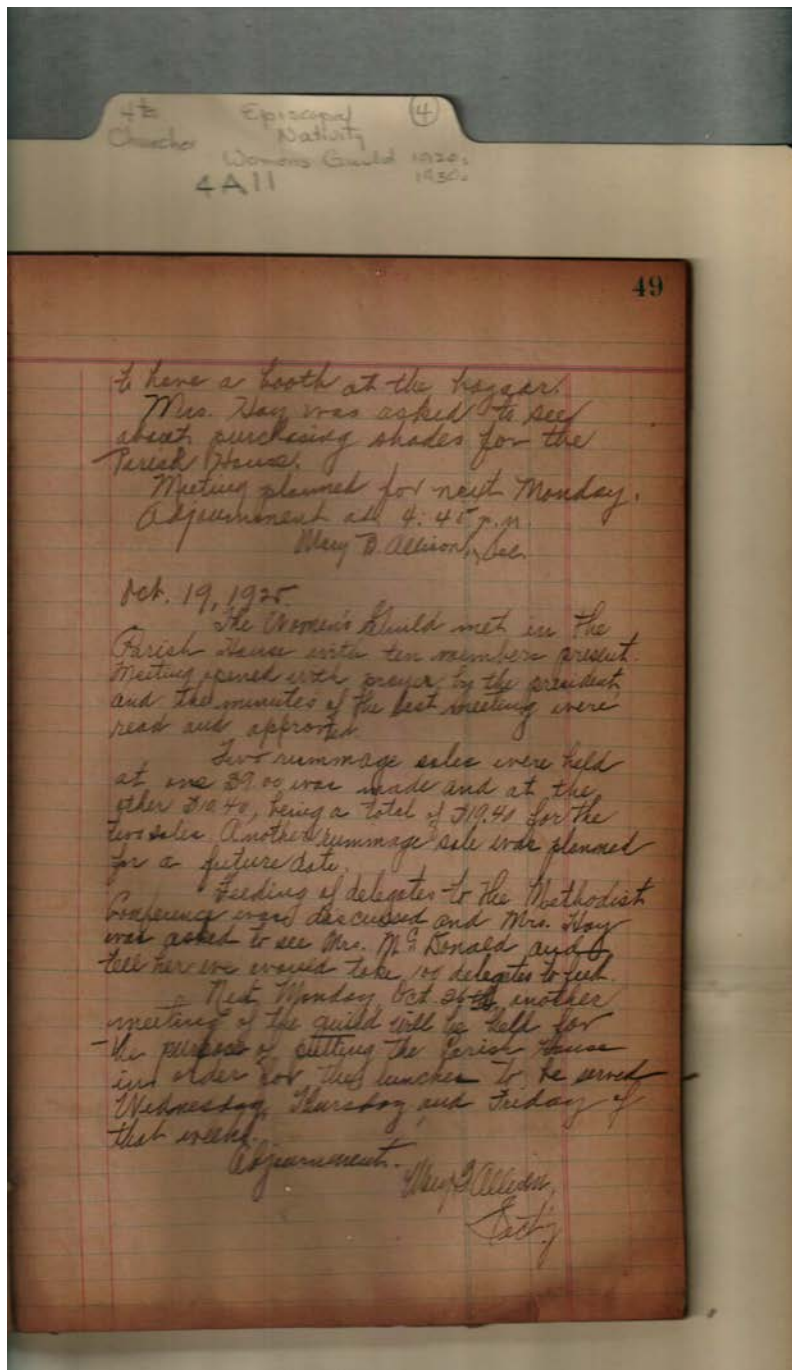 4ts Episcopal (4)
Churches Nativity
Womens Guild 1920s
1930s
4A11
49
to have a booth at the bazaar.
Mrs. Hay was asked to see
about purchasing shades for the
Parish House.
Meeting planned for next Monday.
Adjournment at 4:45 p.m.
Mary B. Allison, Sec.
Oct. 19, 1925.
The Women's Guild met in the
Parish House with ten members present.
Meeting opened with prayer by the president
and the minutes of the last meeting were
read and approved.
Two rummage sales were held
at one $9.00 was made and at the
other $10.40, being a total of $19.40 for the
two sales. Another rummage sale was planned
for a future date.
Feeding of delegates to the Methodist
Conference was discussed and Mrs. Hay
was asked to see Mrs. McDonald and
tell her we would take 100 delegates to feed.
Next Monday Oct 26th another
meeting of the guild will be held for
the purpose of putting the Parish House
in order for the lunches to be served
Wednesday, Thursday and Friday of
that week.
Adjournment.
Mary B Allison,
Sect'y